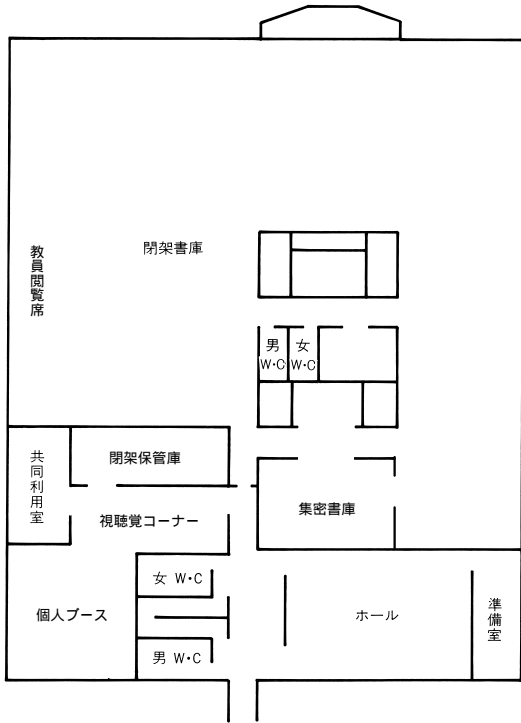 閉架書庫
教員閲覧席
男
W·C
女
W·C
共同利用室
閉架保管庫
視聴覚コーナー
集密書庫
女 W·C
個人ブース
ホール
準備室
男 W·C